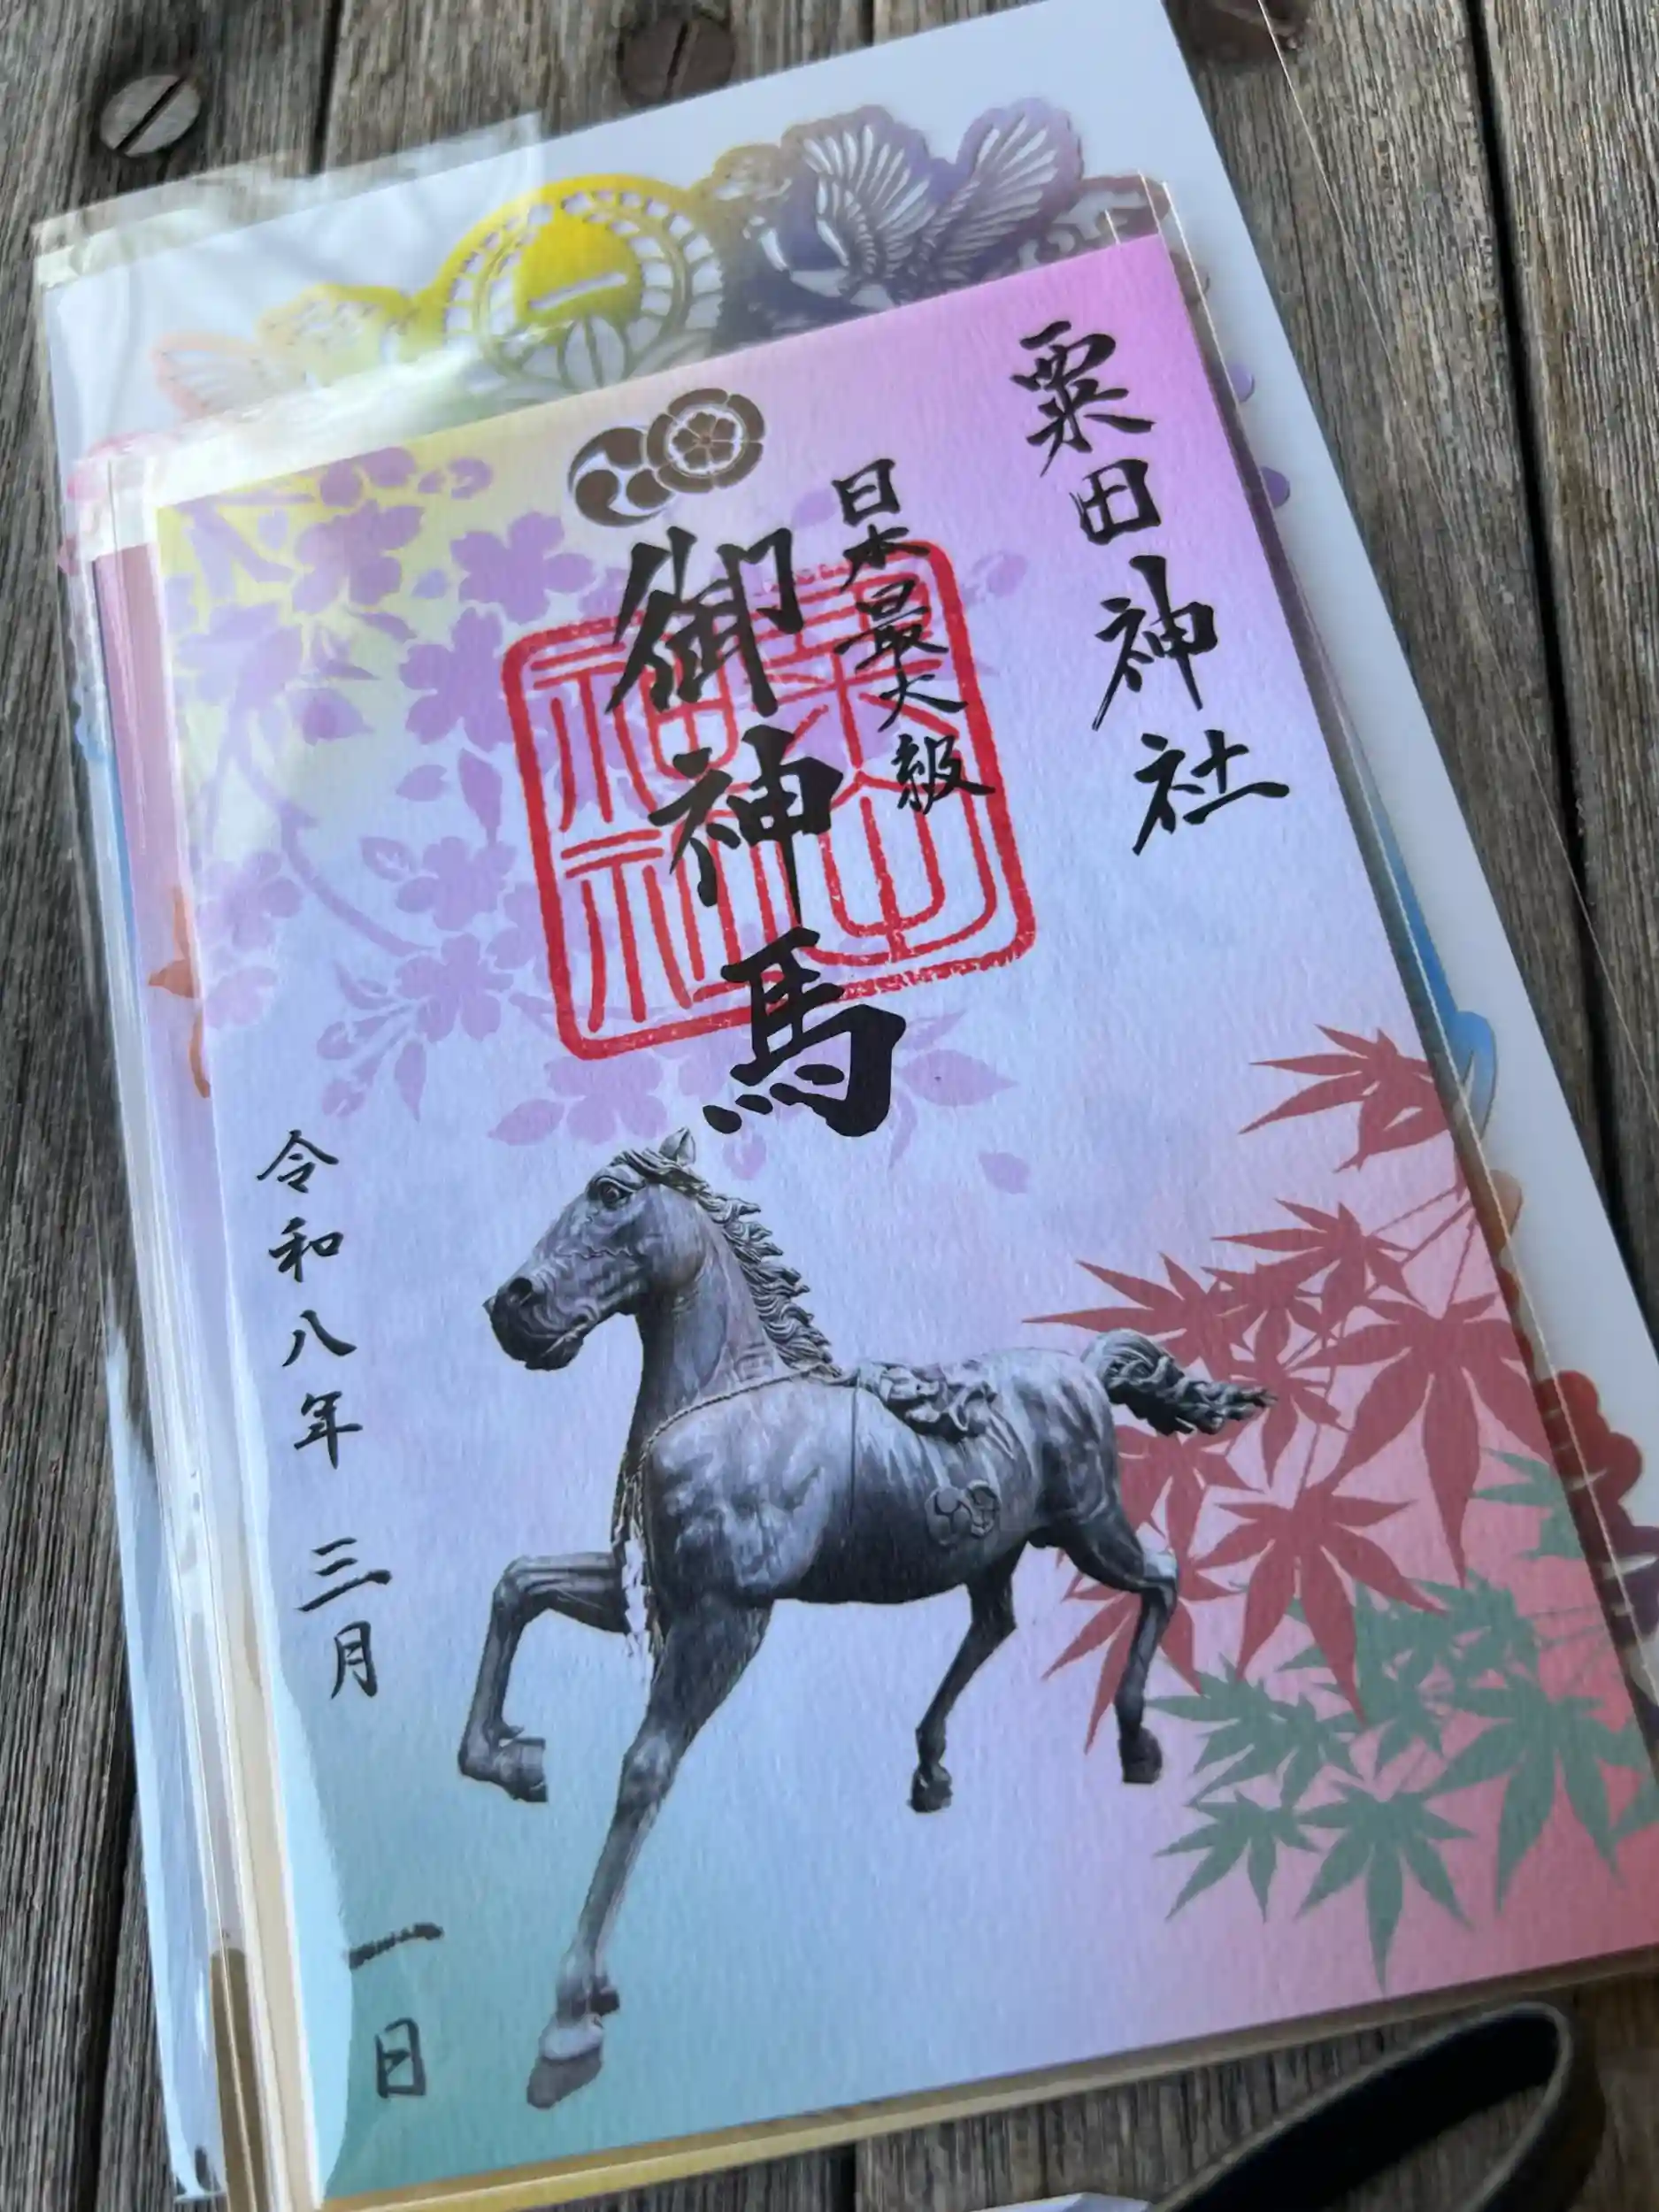 粟田神社
日本最大級
御神馬
令和八年 三月 一日